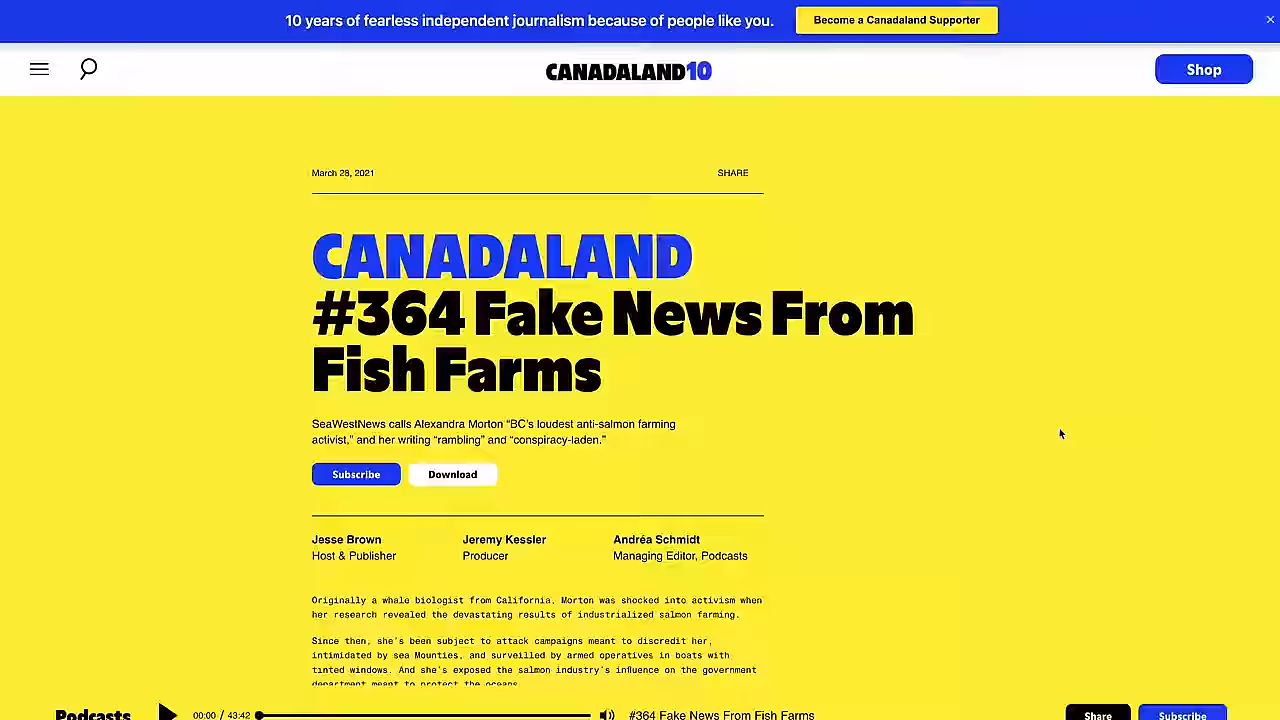 10 years of fearless independent journalism because of people like you.
Become a Canadaland Supporter
CANADALAND10
Shop
March 28, 2021
SHARE
CANADALAND
#364 Fake News From
Fish Farms
SeaWestNews calls Alexandra Morton “BC’s loudest anti-salmon farming
activist,” and her writing “rambling” and “conspiracy-laden.”
Subscribe
Download
Jesse Brown
Host & Publisher
Jeremy Kessler
Producer
Andréa Schmidt
Managing Editor, Podcasts
Originally a whale biologist from California, Morton was shocked into activism when
her research revealed the devastating results of industrialized salmon farming.
Since then, she’s been subject to attack campaigns meant to discredit her,
intimidated by sea Mounties, and surveilled by armed operatives in boats with
tinted windows. And she’s exposed the salmon industry’s influence on the government
department meant to protect the oceans.
Podcasts
00:00 / 43:42
#364 Fake News From Fish Farms
Share
Subscribe